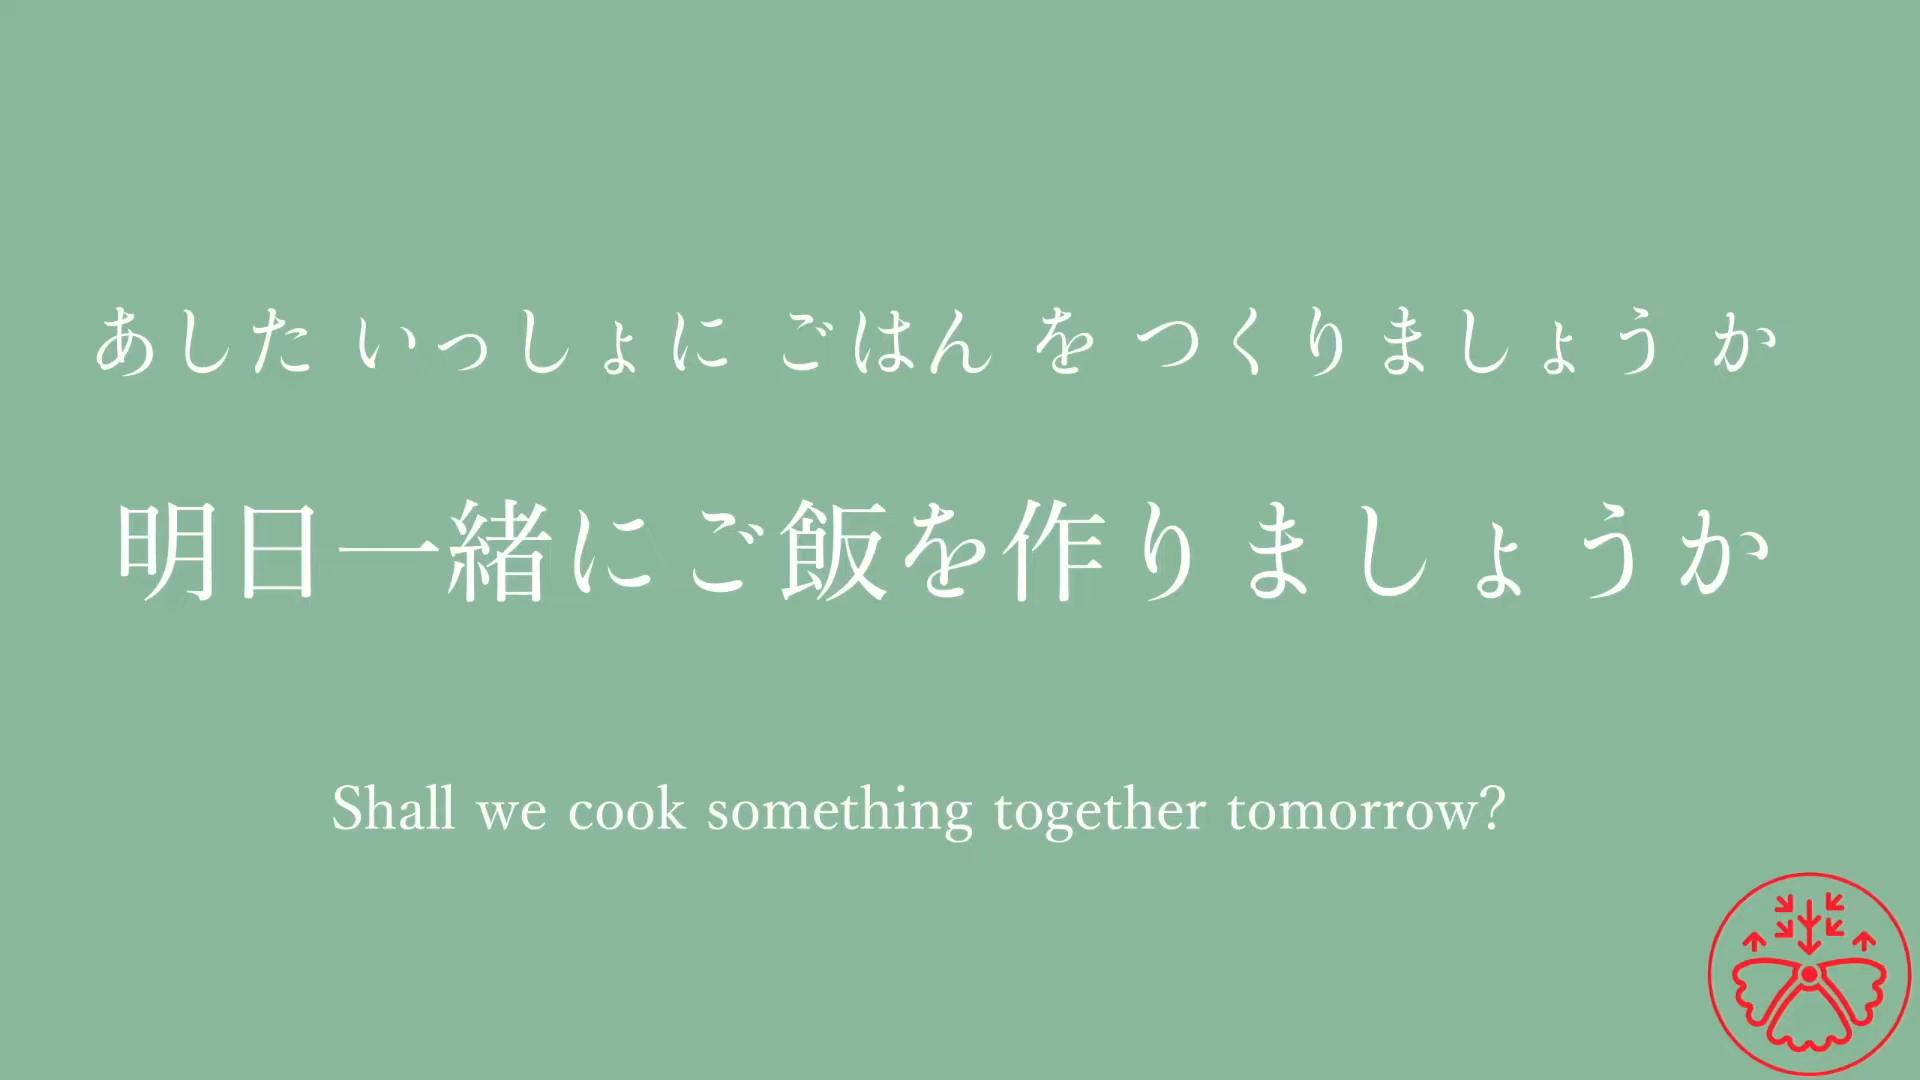 あした いっしょに ごはん を つくりましょう か
明日一緒にご飯を作りましょうか
Shall we cook something together tomorrow?